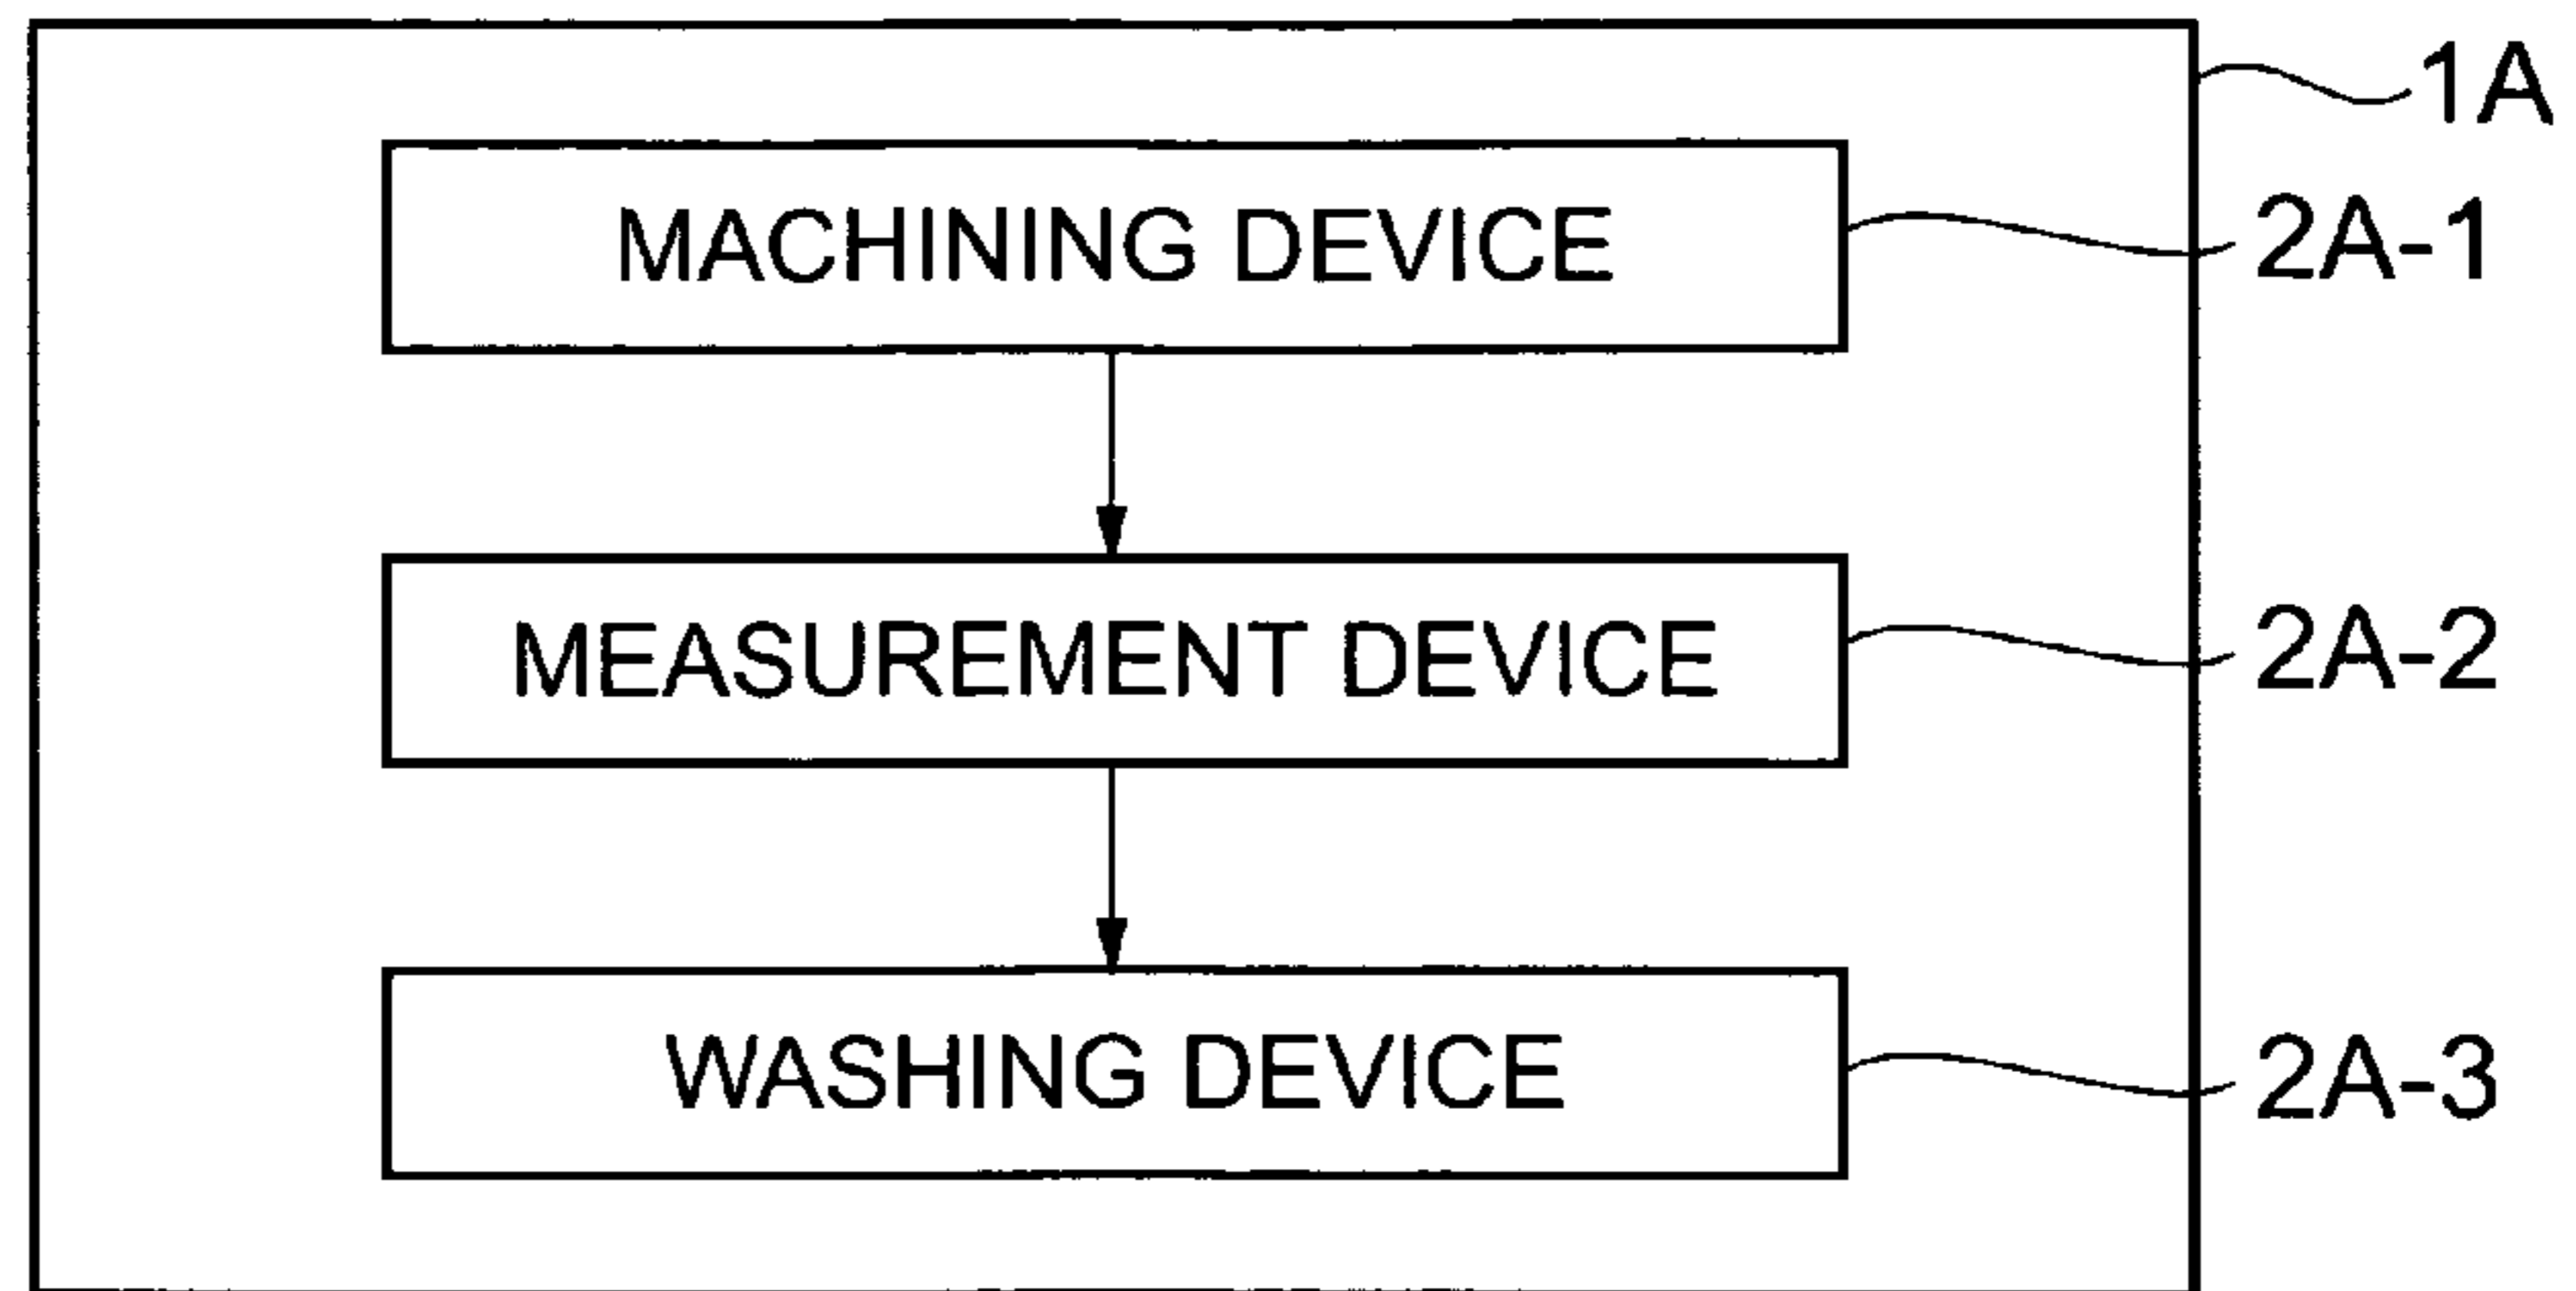 1A
MACHINING DEVICE
2A-1
MEASUREMENT DEVICE
2A-2
WASHING DEVICE
2A-3